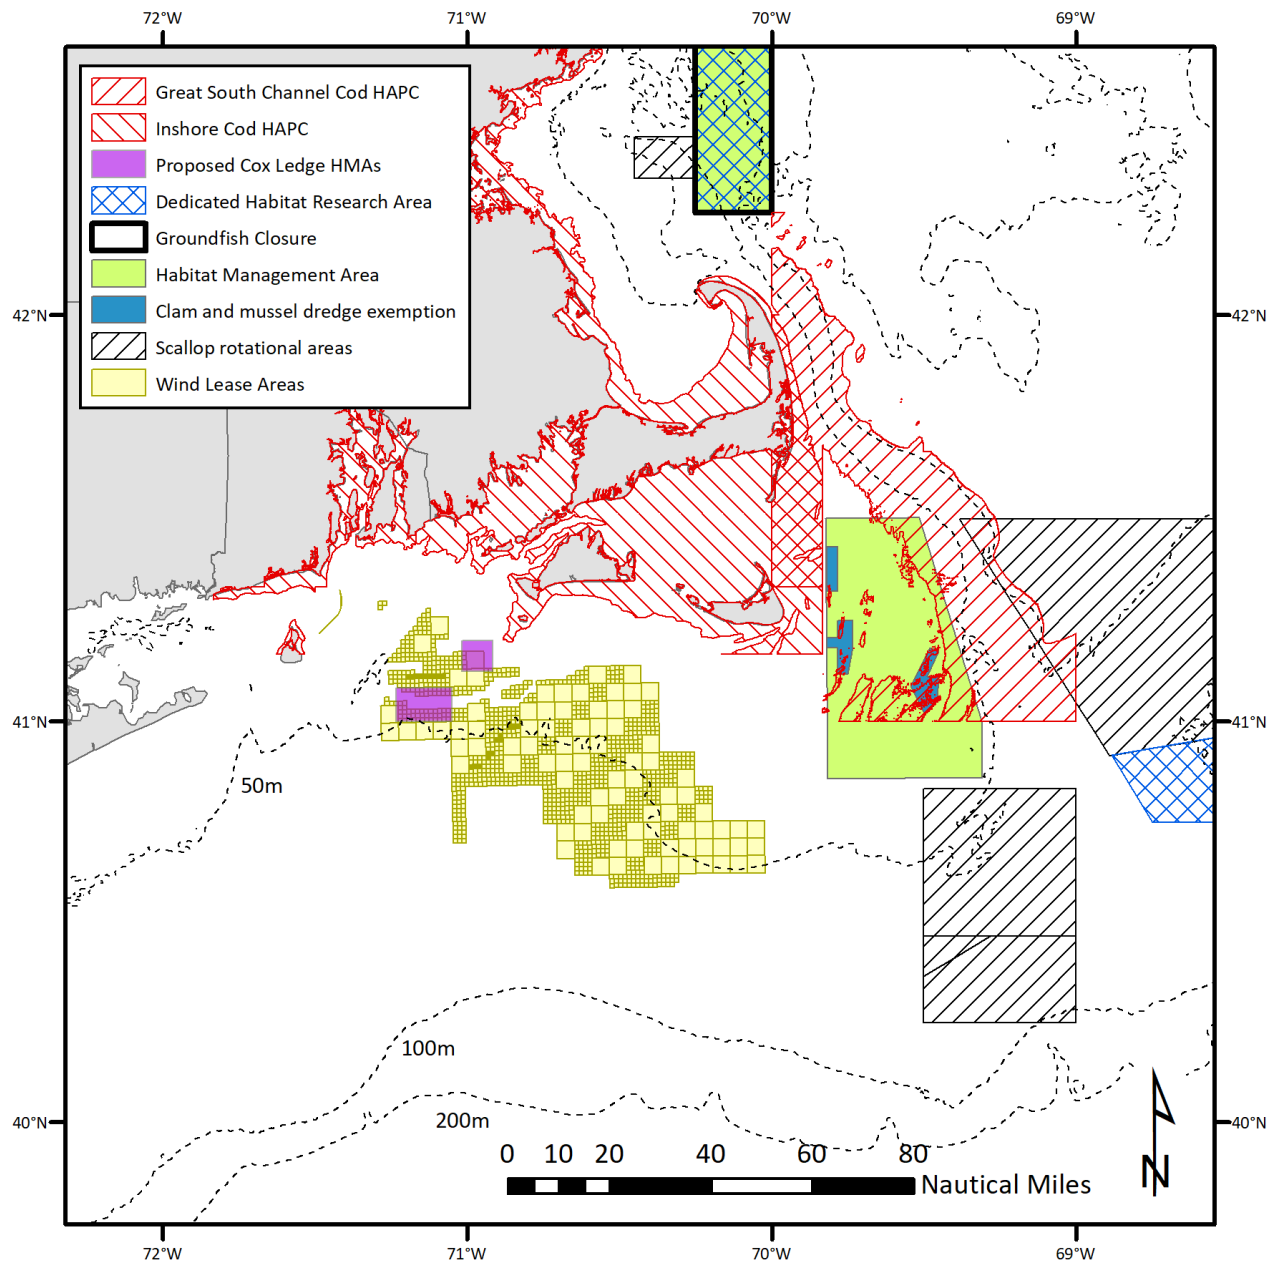 72°W 71°W 70°W 69°W
Great South Channel Cod HAPC
Inshore Cod HAPC
Proposed Cox Ledge HMAs
Dedicated Habitat Research Area
Groundfish Closure
Habitat Management Area
Clam and mussel dredge exemption
Scallop rotational areas
Wind Lease Areas
42°N 42°N
41°N 41°N
50m
100m
200m
40°N 40°N
0 10 20 40 60 80
Nautical Miles
N
72°W 71°W 70°W 69°W